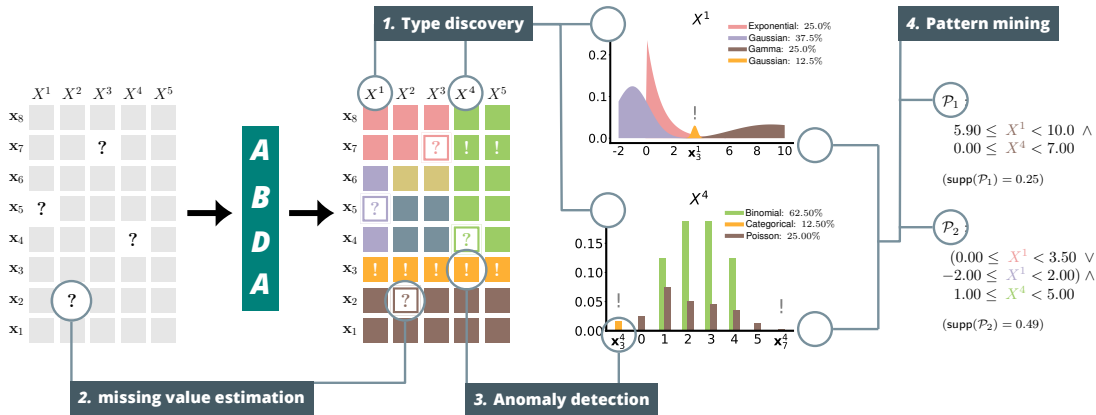 1. Type discovery
4. Pattern mining
X¹ X² X³ X⁴ X⁵
x₈
x₇ ?
x₆
x₅ ?
x₄ ?
x₃
x₂ ?
x₁
A
B
D
A
X¹ X² X³ X⁴ X⁵
x₈
x₇ ? ! !
x₆
x₅ ?
x₄ ?
x₃ ! ! ! ! !
x₂ ?
x₁
2. missing value estimation
3. Anomaly detection
X¹
Exponential: 25.0%
Gaussian: 37.5%
Gamma: 25.0%
Gaussian: 12.5%
0.2
0.1
0.0
!
-2 0 x¹₃ 6 8 10
X⁴
Binomial: 62.50%
Categorical: 12.50%
Poisson: 25.00%
0.15
0.10
0.05
0.00
! !
x⁴₃ 0 1 2 3 4 5 x⁴₇
𝒫₁:
5.90 ≤ X¹ < 10.0 ∧
0.00 ≤ X⁴ < 7.00
(supp(𝒫₁) = 0.25)
𝒫₂:
(0.00 ≤ X¹ < 3.50 ∨
−2.00 ≤ X¹ < 2.00) ∧
1.00 ≤ X⁴ < 5.00
(supp(𝒫₂) = 0.49)